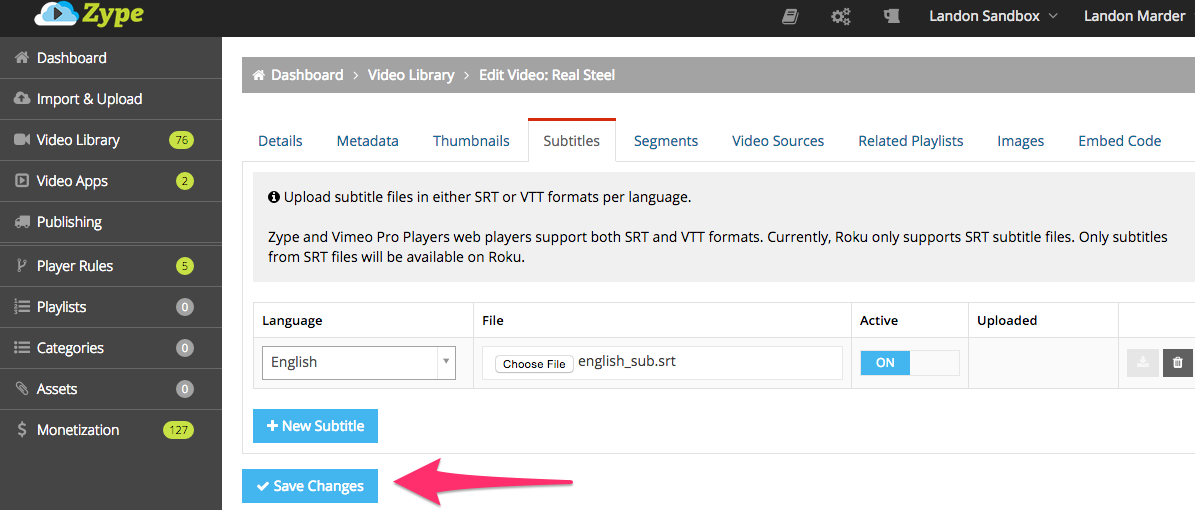 Zype
Landon Sandbox
Landon Marder
Dashboard
Import & Upload
Video Library 76
Video Apps 2
Publishing
Player Rules 5
Playlists 0
Categories 0
Assets 0
Monetization 127
Dashboard > Video Library > Edit Video: Real Steel
Details Metadata Thumbnails Subtitles Segments Video Sources Related Playlists Images Embed Code
Upload subtitle files in either SRT or VTT formats per language.
Zype and Vimeo Pro Players web players support both SRT and VTT formats. Currently, Roku only supports SRT subtitle files. Only subtitles
from SRT files will be available on Roku.
Language File Active Uploaded
English Choose File english_sub.srt ON
+ New Subtitle
Save Changes